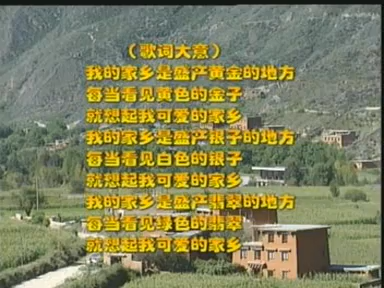 （歌词大意）
我的家乡是盛产黄金的地方
每当看见黄色的金子
就想起我可爱的家乡
我的家乡是盛产银子的地方
每当看见白色的银子
就想起我可爱的家乡
我的家乡是盛产翡翠的地方
每当看见绿色的翡翠
就想起我可爱的家乡